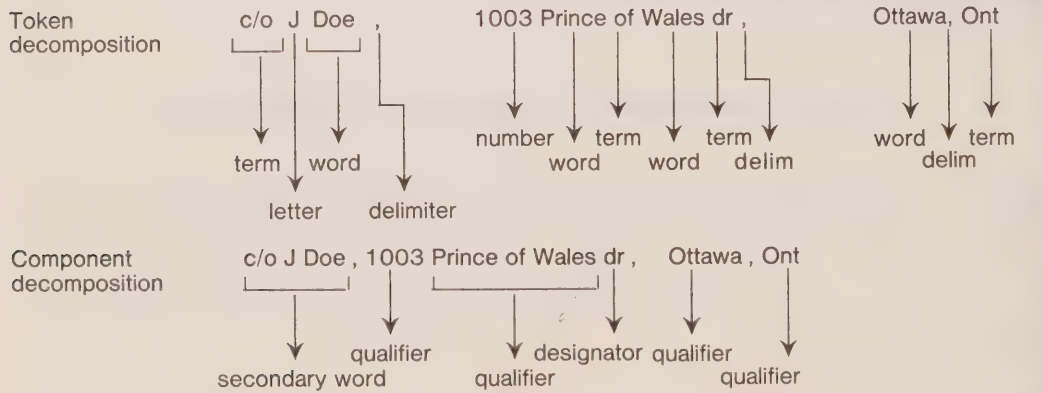 Token
decomposition
c/o J Doe , 1003 Prince of Wales dr , Ottawa, Ont
number term term
word word delim
term word
word term
delim
letter delimiter
Component
decomposition
c/o J Doe , 1003 Prince of Wales dr , Ottawa , Ont
qualifier designator qualifier
secondary word qualifier qualifier